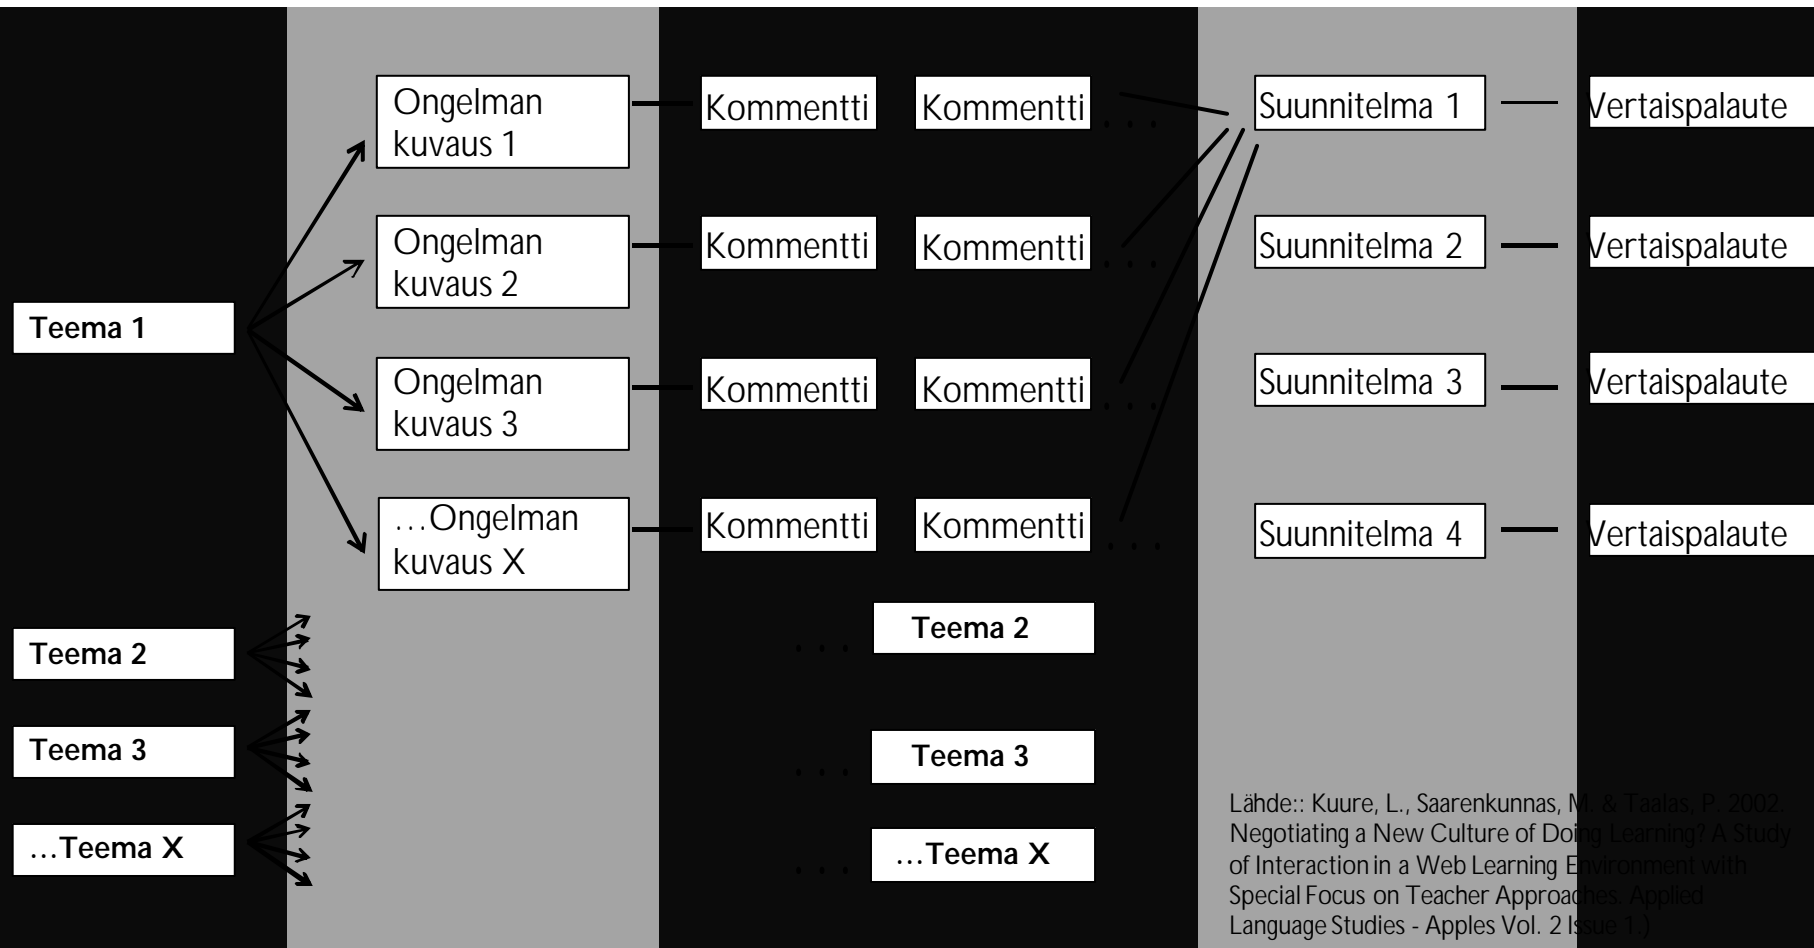 Teema 1
Ongelman
kuvaus 1
Kommentti
Kommentti
. . .
Suunnitelma 1
Vertaispalaute
Ongelman
kuvaus 2
Kommentti
Kommentti
. . .
Suunnitelma 2
Vertaispalaute
Ongelman
kuvaus 3
Kommentti
Kommentti
. . .
Suunnitelma 3
Vertaispalaute
…Ongelman
kuvaus X
Kommentti
Kommentti
. . .
Suunnitelma 4
Vertaispalaute
Teema 2
. . .
Teema 2
Teema 3
. . .
Teema 3
…Teema X
. . .
…Teema X
Lähde:: Kuure, L., Saarenkunnas, M. & Taalas, P. 2002.
Negotiating a New Culture of Doing Learning? A Study
of Interaction in a Web Learning Environment with
Special Focus on Teacher Approaches. Applied
Language Studies - Apples Vol. 2 Issue 1.)